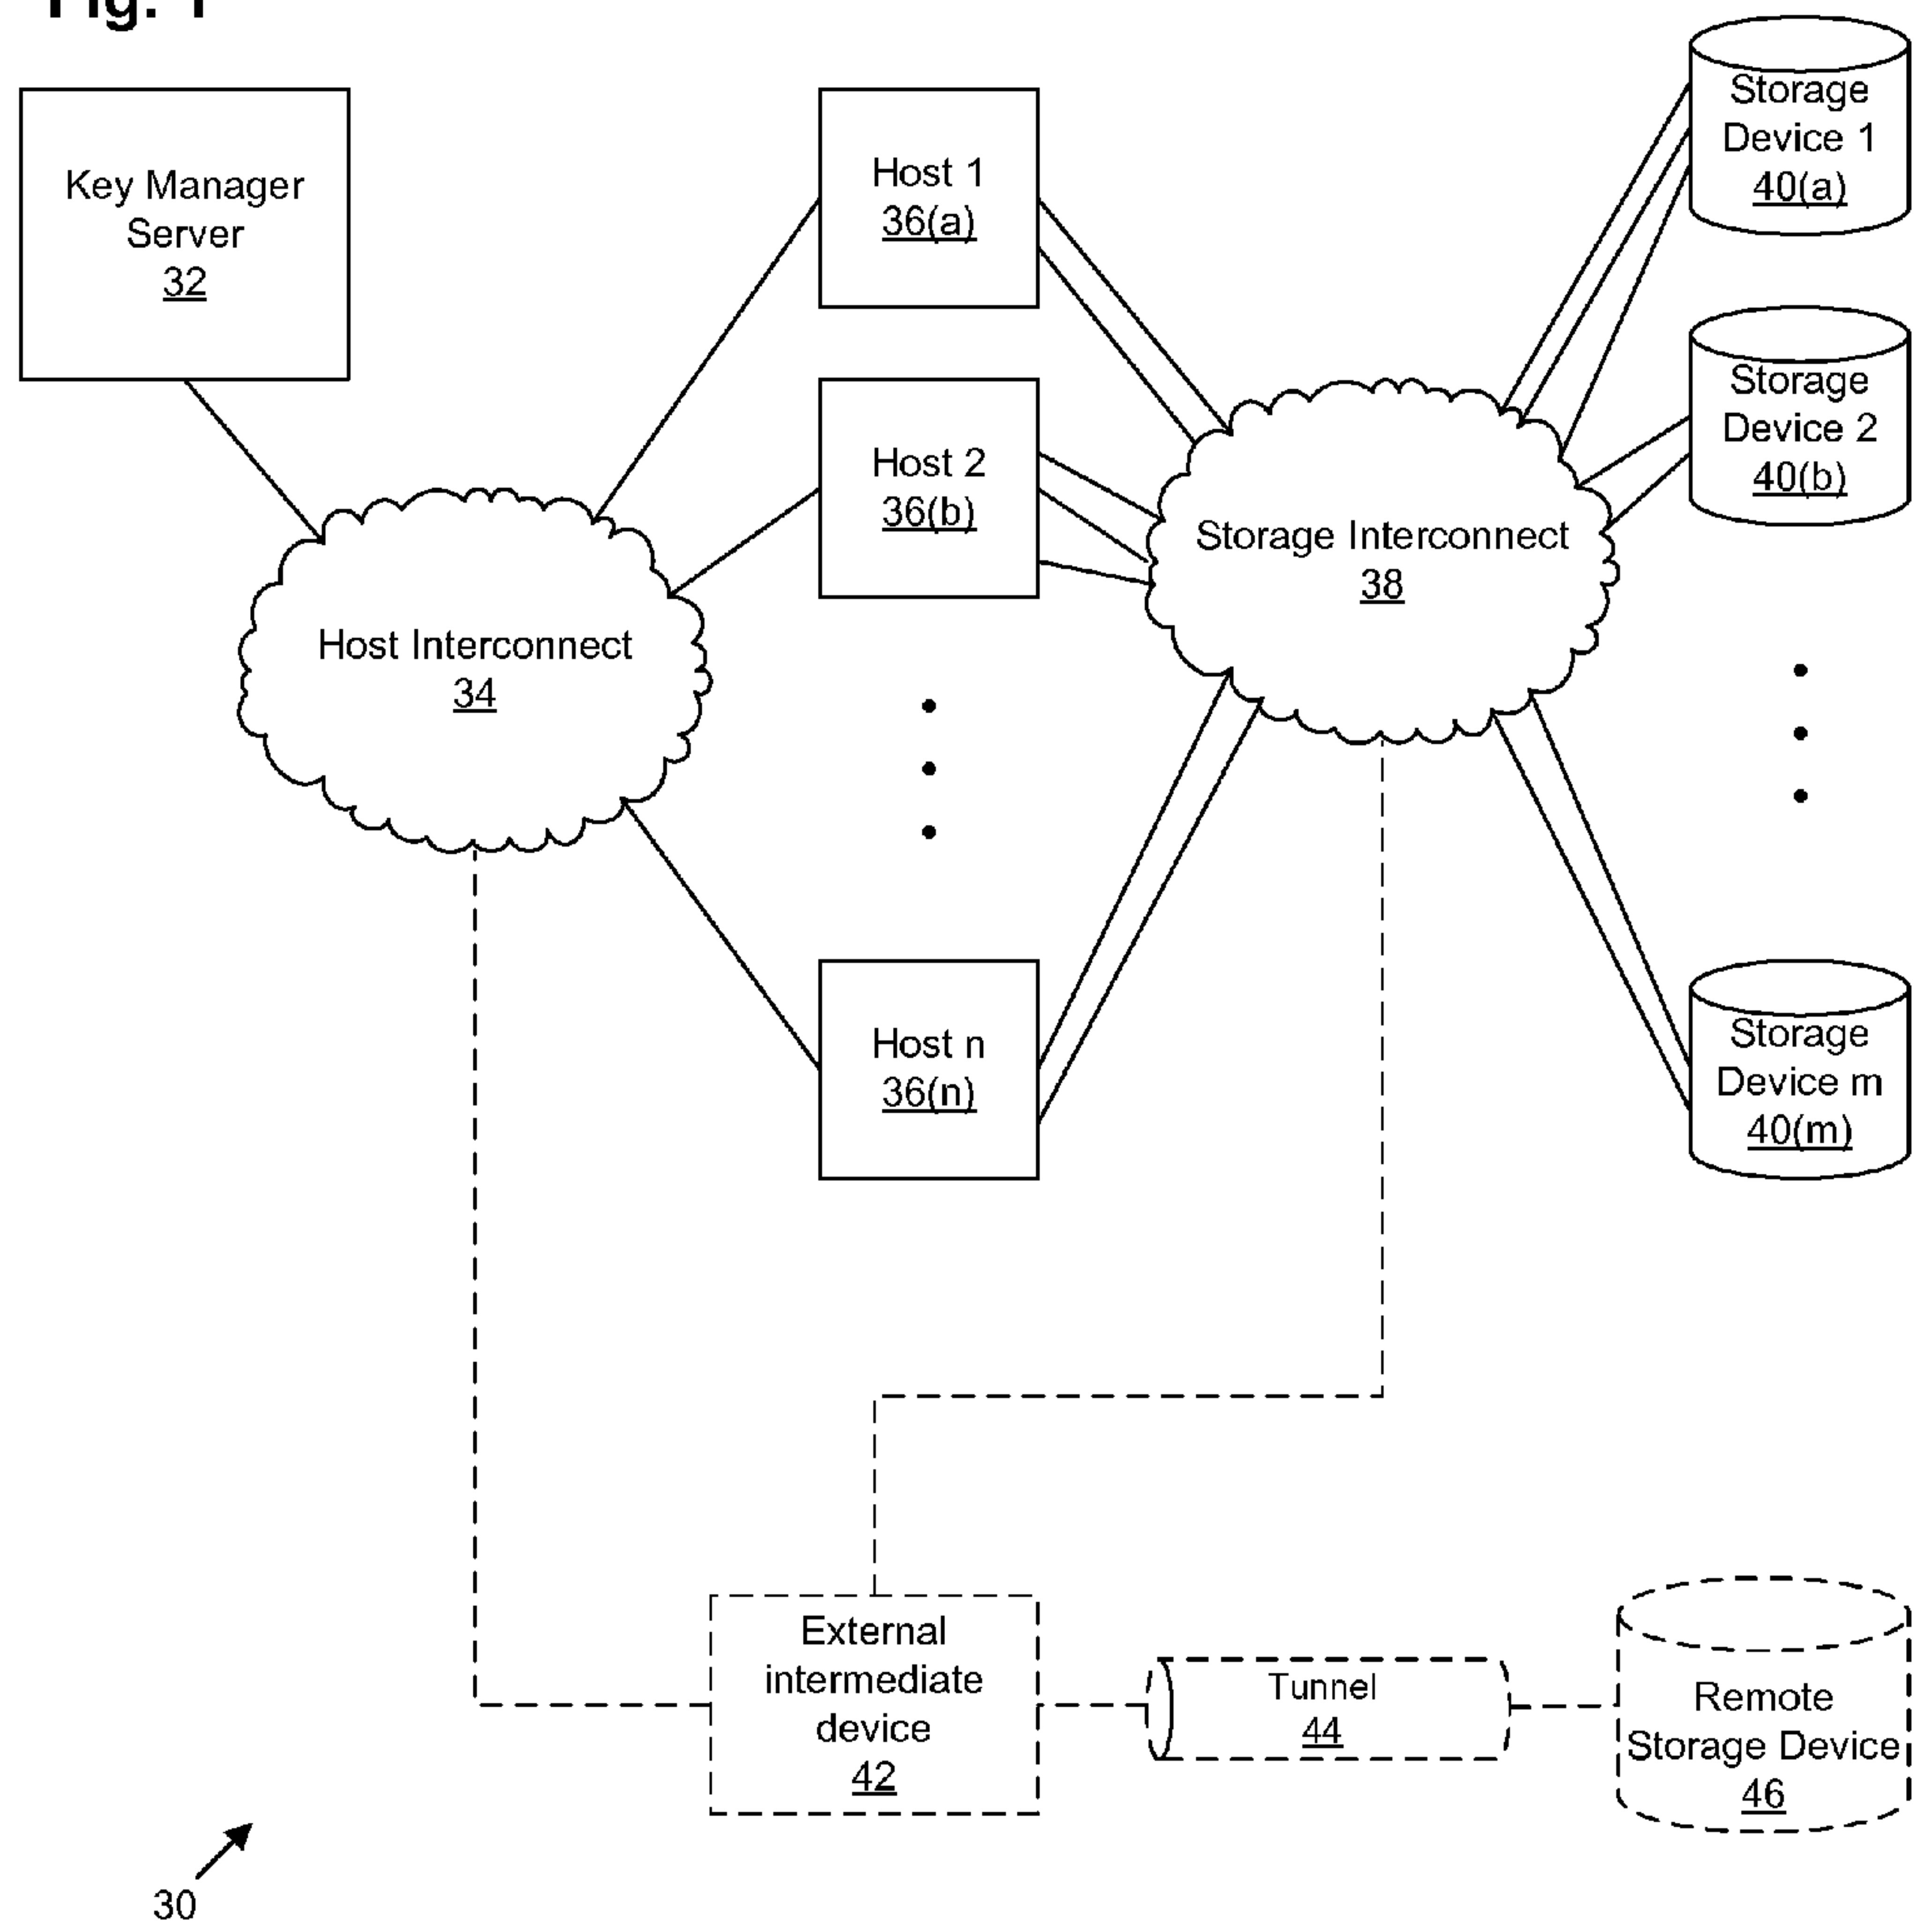 Fig. 1
Key Manager
Server
32
Host 1
36(a)
Storage
Device 1
40(a)
Host 2
36(b)
Storage
Device 2
40(b)
Storage Interconnect
38
Host Interconnect
34
Host n
36(n)
Storage
Device m
40(m)
External
intermediate
device
42
Tunnel
44
Remote
Storage Device
46
30